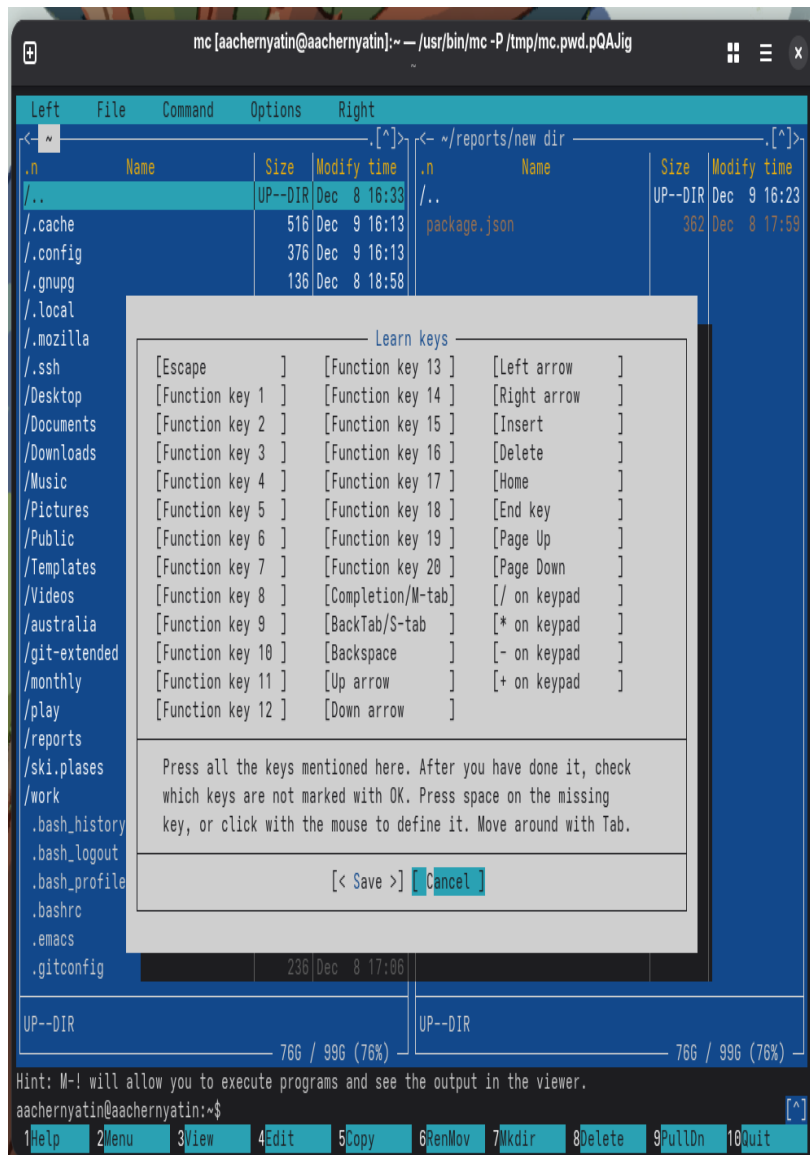 mc [aachernyatin@aachernyatin]:~ — /usr/bin/mc -P /tmp/mc.pwd.pQAJig
~
Left File Command Options Right
<- ~ .[^]> <- ~/reports/new dir .[^]>
.n Name Size Modify time .n Name Size Modify time
/.. UP--DIR Dec 8 16:33 /.. UP--DIR Dec 9 16:23
/.cache 516 Dec 9 16:13 package.json 362 Dec 8 17:59
/.config 376 Dec 9 16:13
/.gnupg 136 Dec 8 18:58
/.local
/.mozilla
/.ssh
/Desktop
/Documents
/Downloads
/Music
/Pictures
/Public
/Templates
/Videos
/australia
/git-extended
/monthly
/play
/reports
/ski.plases
/work
.bash_history
.bash_logout
.bash_profile
.bashrc
.emacs
.gitconfig 236 Dec 8 17:06
Learn keys
[Escape ] [Function key 13 ] [Left arrow ]
[Function key 1 ] [Function key 14 ] [Right arrow ]
[Function key 2 ] [Function key 15 ] [Insert ]
[Function key 3 ] [Function key 16 ] [Delete ]
[Function key 4 ] [Function key 17 ] [Home ]
[Function key 5 ] [Function key 18 ] [End key ]
[Function key 6 ] [Function key 19 ] [Page Up ]
[Function key 7 ] [Function key 20 ] [Page Down ]
[Function key 8 ] [Completion/M-tab] [/ on keypad ]
[Function key 9 ] [BackTab/S-tab ] [* on keypad ]
[Function key 10 ] [Backspace ] [- on keypad ]
[Function key 11 ] [Up arrow ] [+ on keypad ]
[Function key 12 ] [Down arrow ]
Press all the keys mentioned here. After you have done it, check
which keys are not marked with OK. Press space on the missing
key, or click with the mouse to define it. Move around with Tab.
[< Save >] [ Cancel ]
UP--DIR UP--DIR
76G / 99G (76%) 76G / 99G (76%)
Hint: M-! will allow you to execute programs and see the output in the viewer.
aachernyatin@aachernyatin:~$ [^]
1Help 2Menu 3View 4Edit 5Copy 6RenMov 7Mkdir 8Delete 9PullDn 10Quit